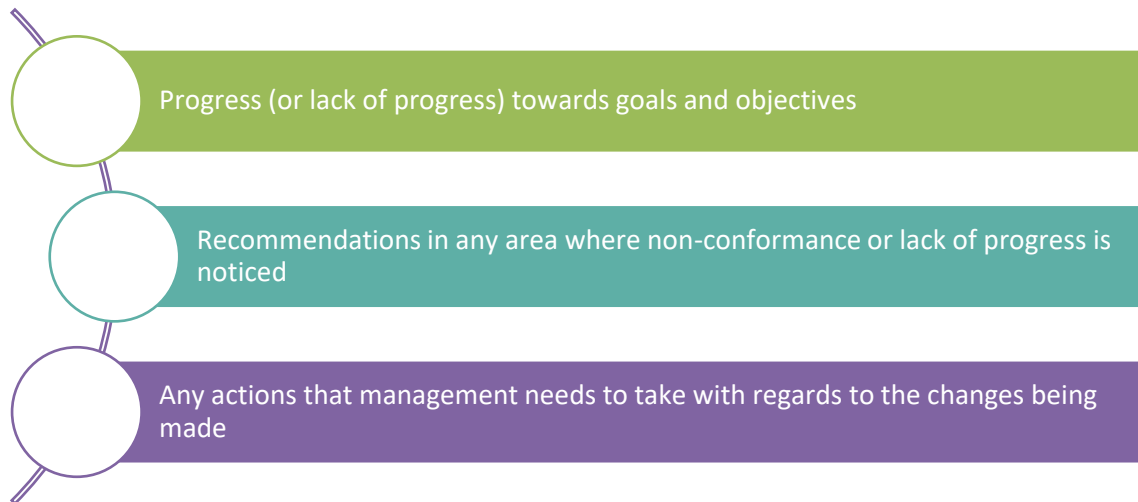 Progress (or lack of progress) towards goals and objectives
Recommendations in any area where non-conformance or lack of progress is
noticed
Any actions that management needs to take with regards to the changes being
made